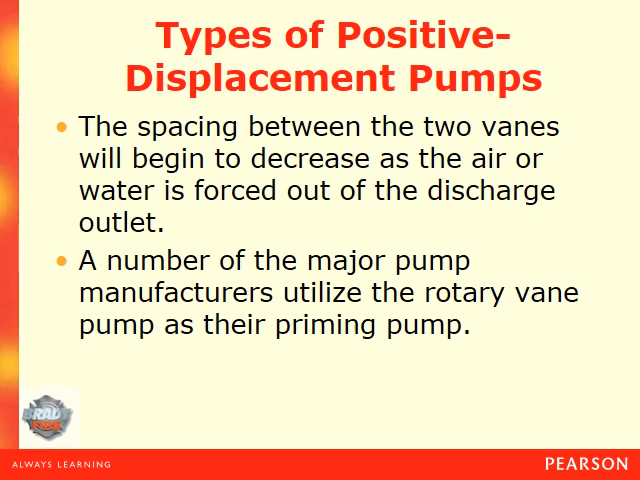 Types of Positive-
Displacement Pumps
• The spacing between the two vanes
will begin to decrease as the air or
water is forced out of the discharge
outlet.
• A number of the major pump
manufacturers utilize the rotary vane
pump as their priming pump.
BRADY
FIRE
ALWAYS LEARNING
PEARSON